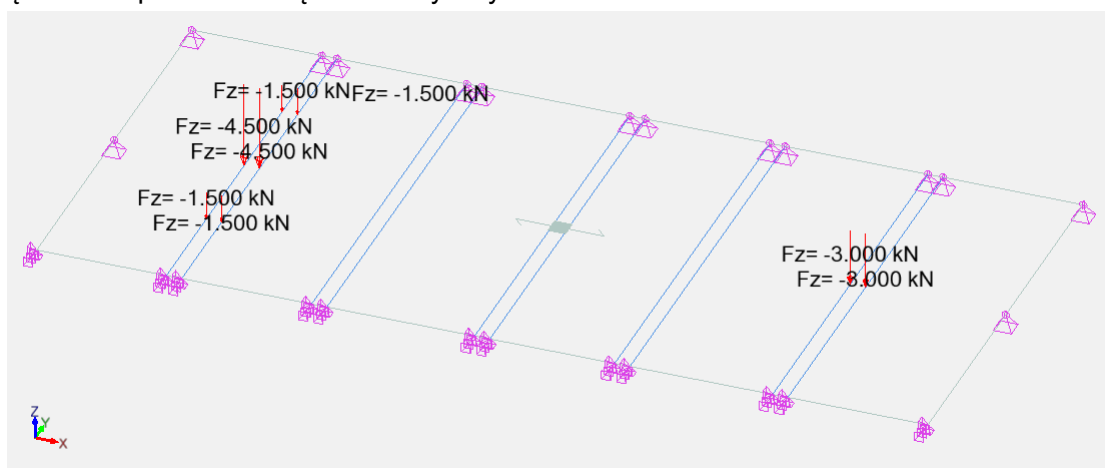 Fz= -1.500 kN
Fz= -1.500 kN
Fz= -4.500 kN
Fz= -4.500 kN
Fz= -1.500 kN
Fz= -1.500 kN
Fz= -3.000 kN
Fz= -3.000 kN
Z
Y
X